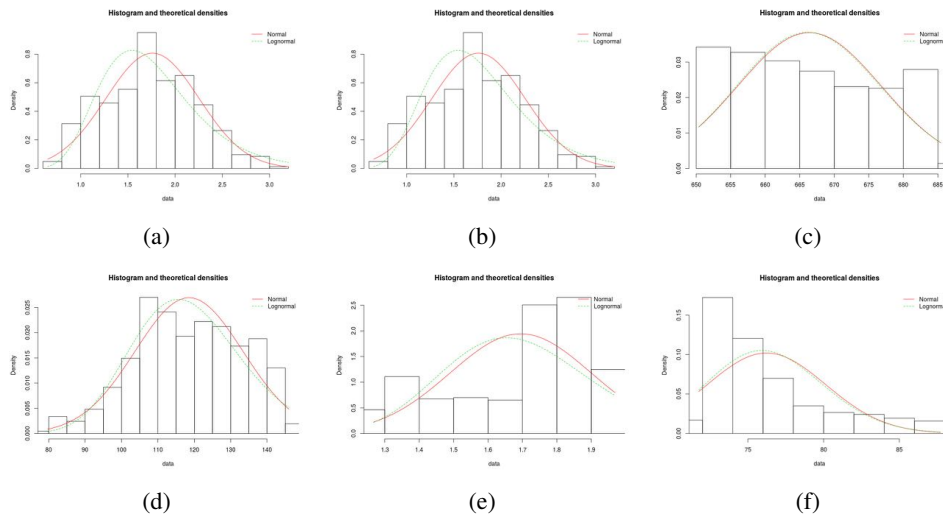 Histogram and theoretical densities
Histogram and theoretical densities
Histogram and theoretical densities
Normal
Lognormal
Normal
Lognormal
Normal
Lognormal
Density
0.0 0.2 0.4 0.6 0.8
Density
0.0 0.2 0.4 0.6 0.8
Density
0.00 0.01 0.02 0.03
1.0 1.5 2.0 2.5 3.0
1.0 1.5 2.0 2.5 3.0
650 655 660 665 670 675 680 685
data
data
data
(a)
(b)
(c)
Histogram and theoretical densities
Histogram and theoretical densities
Histogram and theoretical densities
Normal
Lognormal
Normal
Lognormal
Normal
Lognormal
Density
0.000 0.005 0.010 0.015 0.020 0.025
Density
0.0 0.5 1.0 1.5 2.0 2.5
Density
0.00 0.05 0.10 0.15
80 90 100 110 120 130 140
1.3 1.4 1.5 1.6 1.7 1.8 1.9
75 80 85
data
data
data
(d)
(e)
(f)